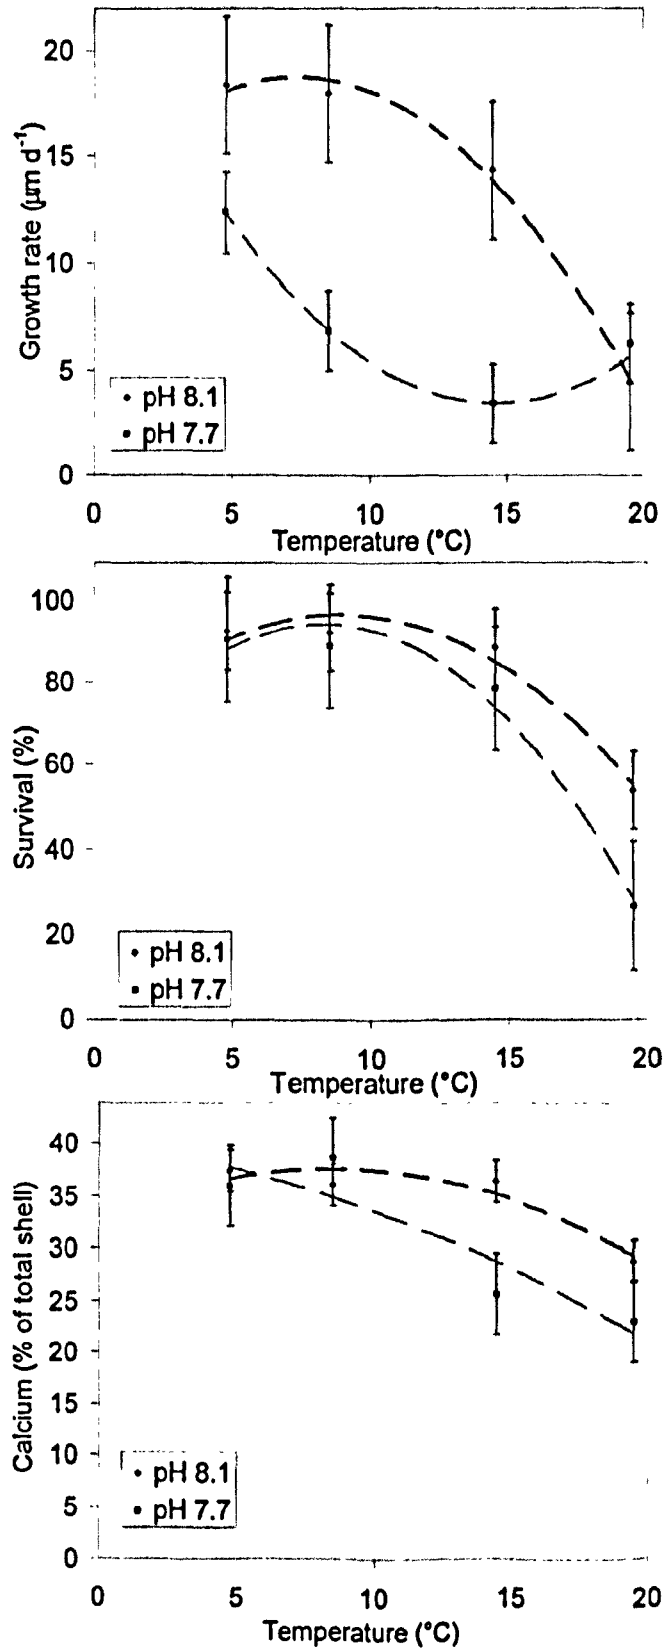 20
15
10
5
0
Growth rate (µm d⁻¹)
pH 8.1
pH 7.7
0 5 10 15 20
Temperature (°C)
100
80
60
40
20
0
Survival (%)
pH 8.1
pH 7.7
0 5 10 15 20
Temperature (°C)
40
35
30
25
20
15
10
5
0
Calcium (% of total shell)
pH 8.1
pH 7.7
0 5 10 15 20
Temperature (°C)